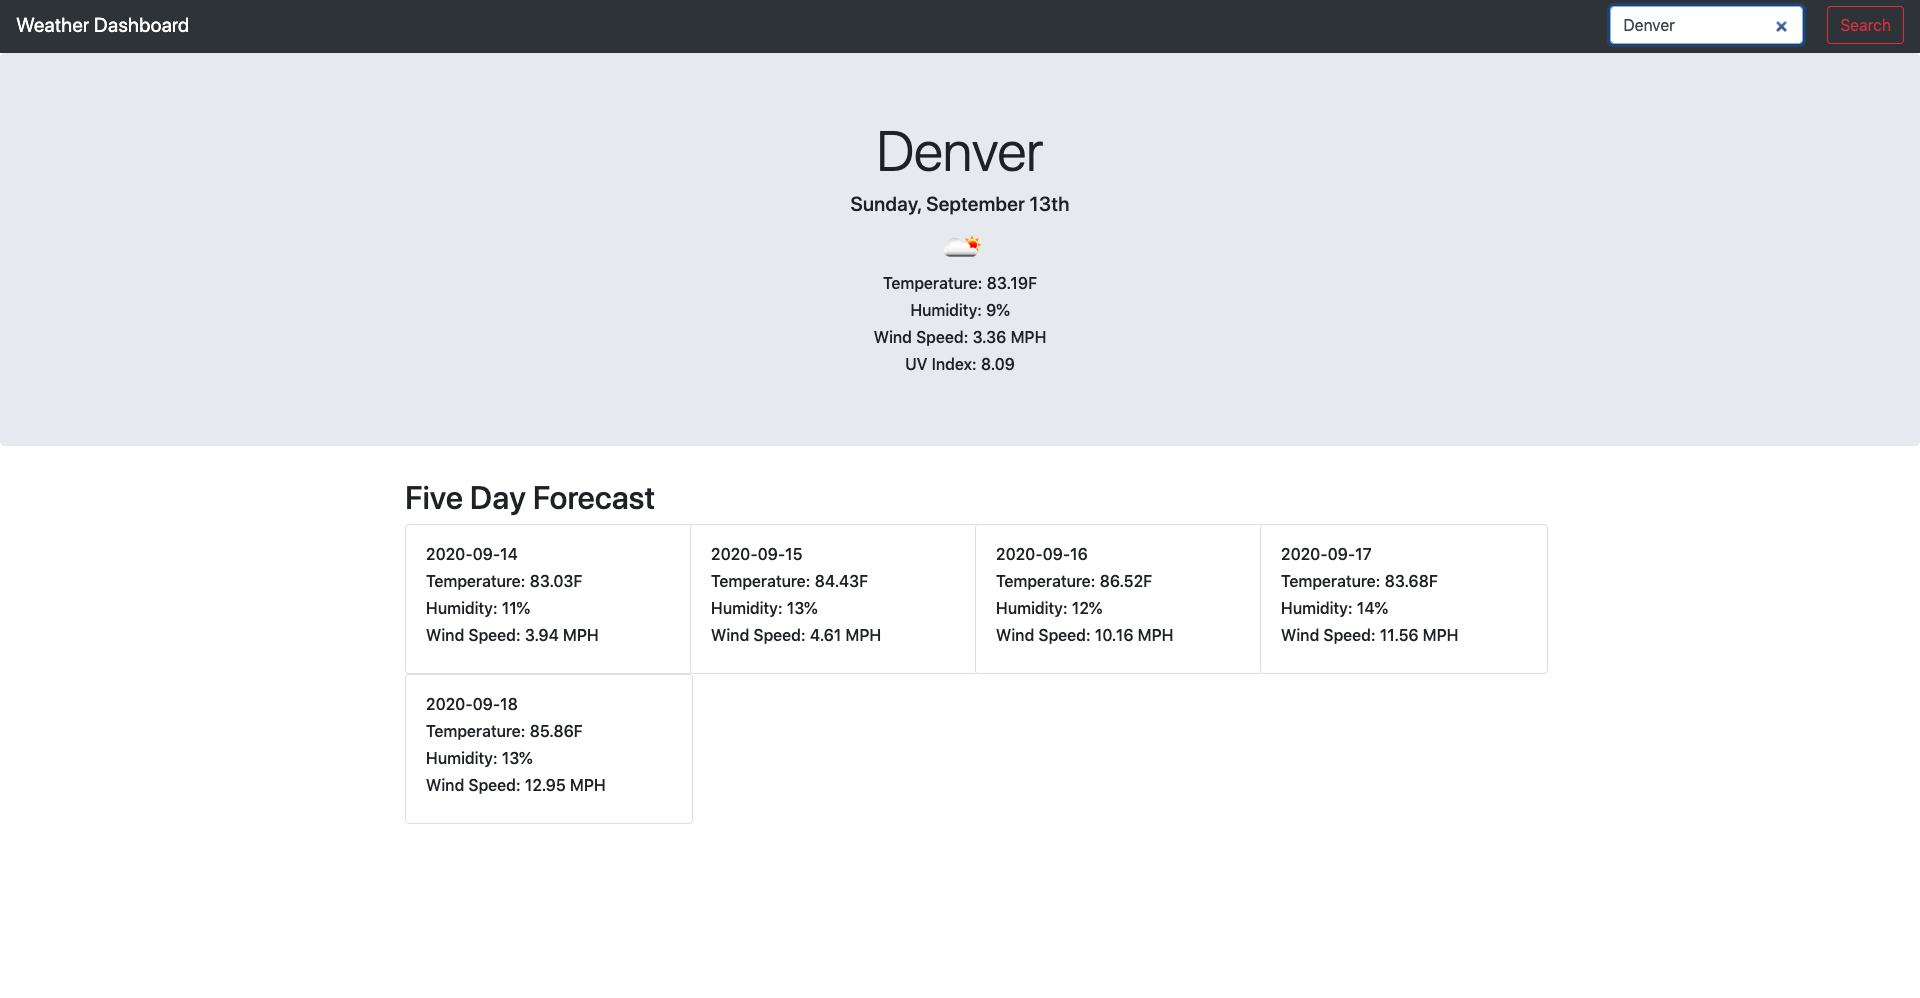 Weather Dashboard
Denver
Search
Denver
Sunday, September 13th
Temperature: 83.19F
Humidity: 9%
Wind Speed: 3.36 MPH
UV Index: 8.09
Five Day Forecast
2020-09-14
Temperature: 83.03F
Humidity: 11%
Wind Speed: 3.94 MPH
2020-09-15
Temperature: 84.43F
Humidity: 13%
Wind Speed: 4.61 MPH
2020-09-16
Temperature: 86.52F
Humidity: 12%
Wind Speed: 10.16 MPH
2020-09-17
Temperature: 83.68F
Humidity: 14%
Wind Speed: 11.56 MPH
2020-09-18
Temperature: 85.86F
Humidity: 13%
Wind Speed: 12.95 MPH